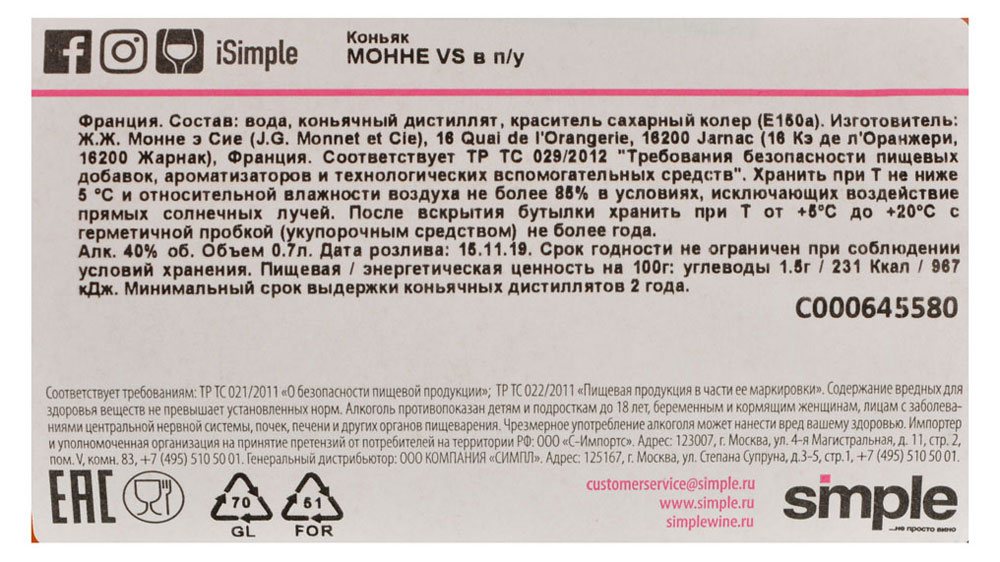 iSimple
Коньяк
МОННЕ VS в п/у
Франция. Состав: вода, коньячный дистиллят, краситель сахарный колер (Е150а). Изготовитель:
Ж.Ж. Монне э Сие (J.G. Monnet et Cie), 16 Quai de l'Orangerie, 16200 Jarnac (16 Кэ де л'Оранжери,
16200 Жарнак), Франция. Соответствует ТР ТС 029/2012 "Требования безопасности пищевых
добавок, ароматизаторов и технологических вспомогательных средств". Хранить при Т не ниже
5 °С и относительной влажности воздуха не более 85% в условиях, исключающих воздействие
прямых солнечных лучей. После вскрытия бутылки хранить при Т от +5°С до +20°С с
герметичной пробкой (укупорочным средством) не более года.
Алк. 40% об. Объем 0.7л. Дата розлива: 15.11.19. Срок годности не ограничен при соблюдении
условий хранения. Пищевая / энергетическая ценность на 100г: углеводы 1.5г / 231 Ккал / 967
кДж. Минимальный срок выдержки коньячных дистиллятов 2 года.
С000645580
Соответствует требованиям: ТР ТС 021/2011 «О безопасности пищевой продукции»; ТР ТС 022/2011 «Пищевая продукция в части ее маркировки». Содержание вредных для
здоровья веществ не превышает установленных норм. Алкоголь противопоказан детям и подросткам до 18 лет, беременным и кормящим женщинам, лицам с заболева-
ниями центральной нервной системы, почек, печени и других органов пищеварения. Чрезмерное употребление алкоголя может нанести вред вашему здоровью. Импортер
и уполномоченная организация на принятие претензий от потребителей на территории РФ: ООО «С-Импортс». Адрес: 123007, г. Москва, ул. 4-я Магистральная, д. 11, стр. 2,
пом. V, комн. 83, +7 (495) 510 50 01. Генеральный дистрибьютор: ООО КОМПАНИЯ «СИМПЛ». Адрес: 125167, г. Москва, ул. Степана Супруна, д.3-5, стр.1, +7 (495) 510 50 01.
EAC
70
GL
51
FOR
customerservice@simple.ru
www.simple.ru
simplewine.ru
simple
...не просто вино